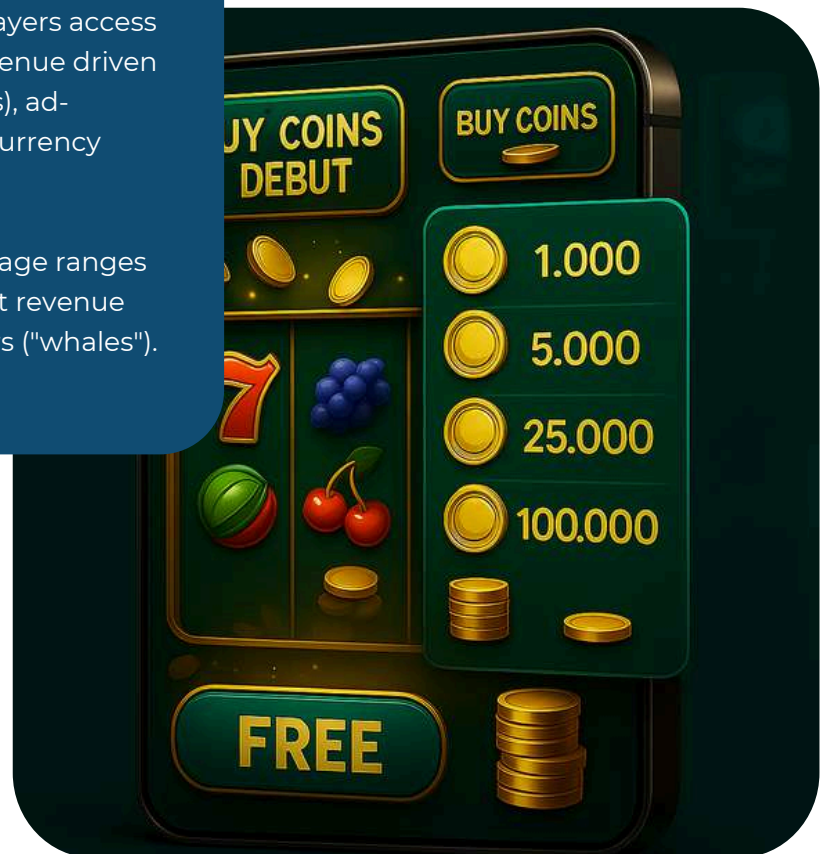 ayers access
enue driven
s), ad-
urrency
age ranges
t revenue
s ("whales").
UY COINS
DEBUT
BUY COINS
1.000
5.000
25.000
100.000
7
FREE